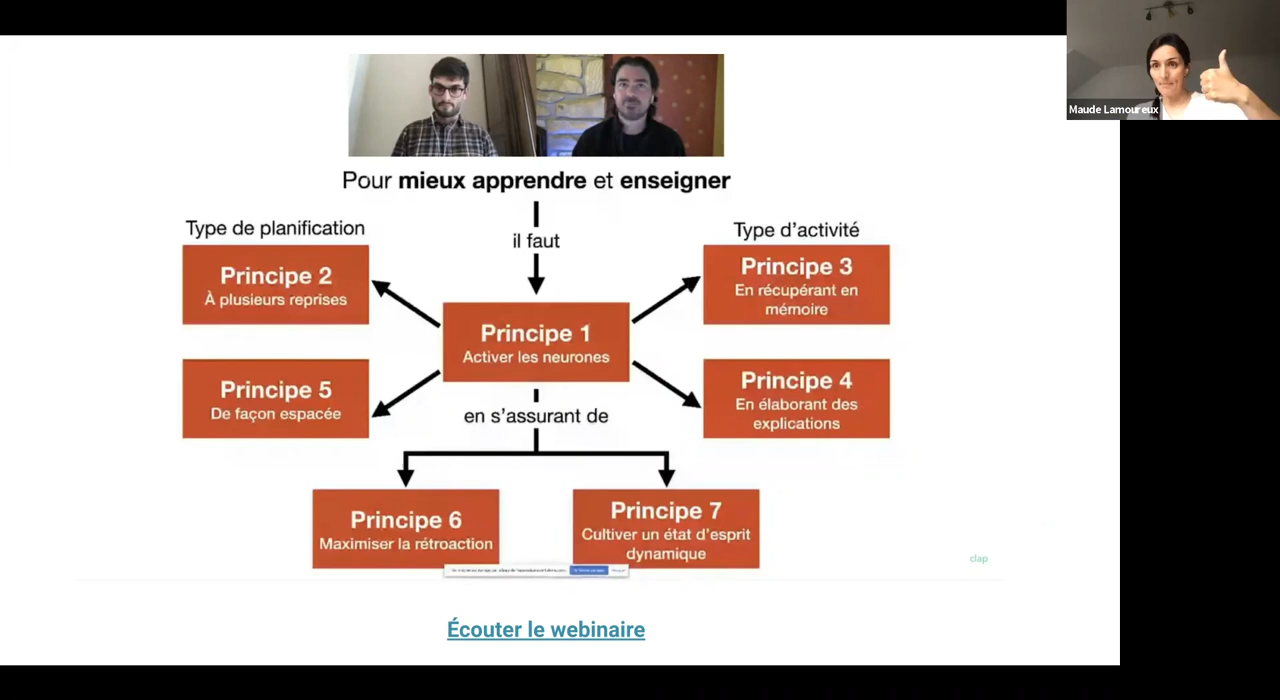 Maude Lamoureux
Pour mieux apprendre et enseigner
il faut
Type de planification
Principe 2
À plusieurs reprises
Type d'activité
Principe 3
En récupérant en
mémoire
Principe 1
Activer les neurones
Principe 5
De façon espacée
Principe 4
En élaborant des
explications
en s'assurant de
Principe 6
Maximiser la rétroaction
Principe 7
Cultiver un état d'esprit
dynamique
clap
Écouter le webinaire